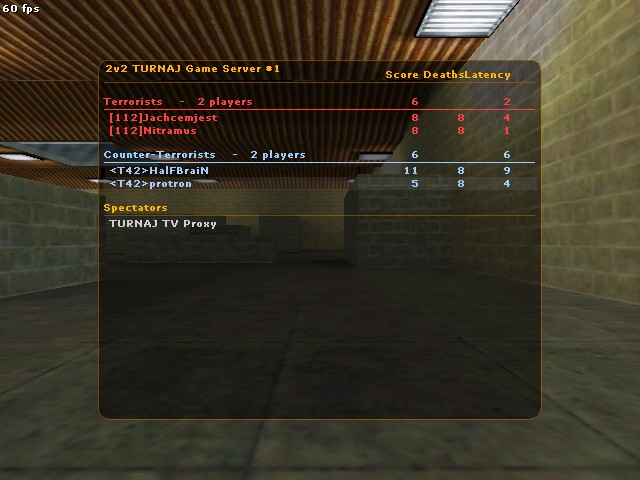 60 fps
2v2 TURNAJ Game Server #1
Score Deaths Latency
Terrorists - 2 players 6 2
[112]Jachcemjest 8 8 4
[112]Nitramus 8 8 1
Counter-Terrorists - 2 players 6 6
<T42>HalFBraiN 11 8 9
<T42>protron 5 8 4
Spectators
TURNAJ TV Proxy